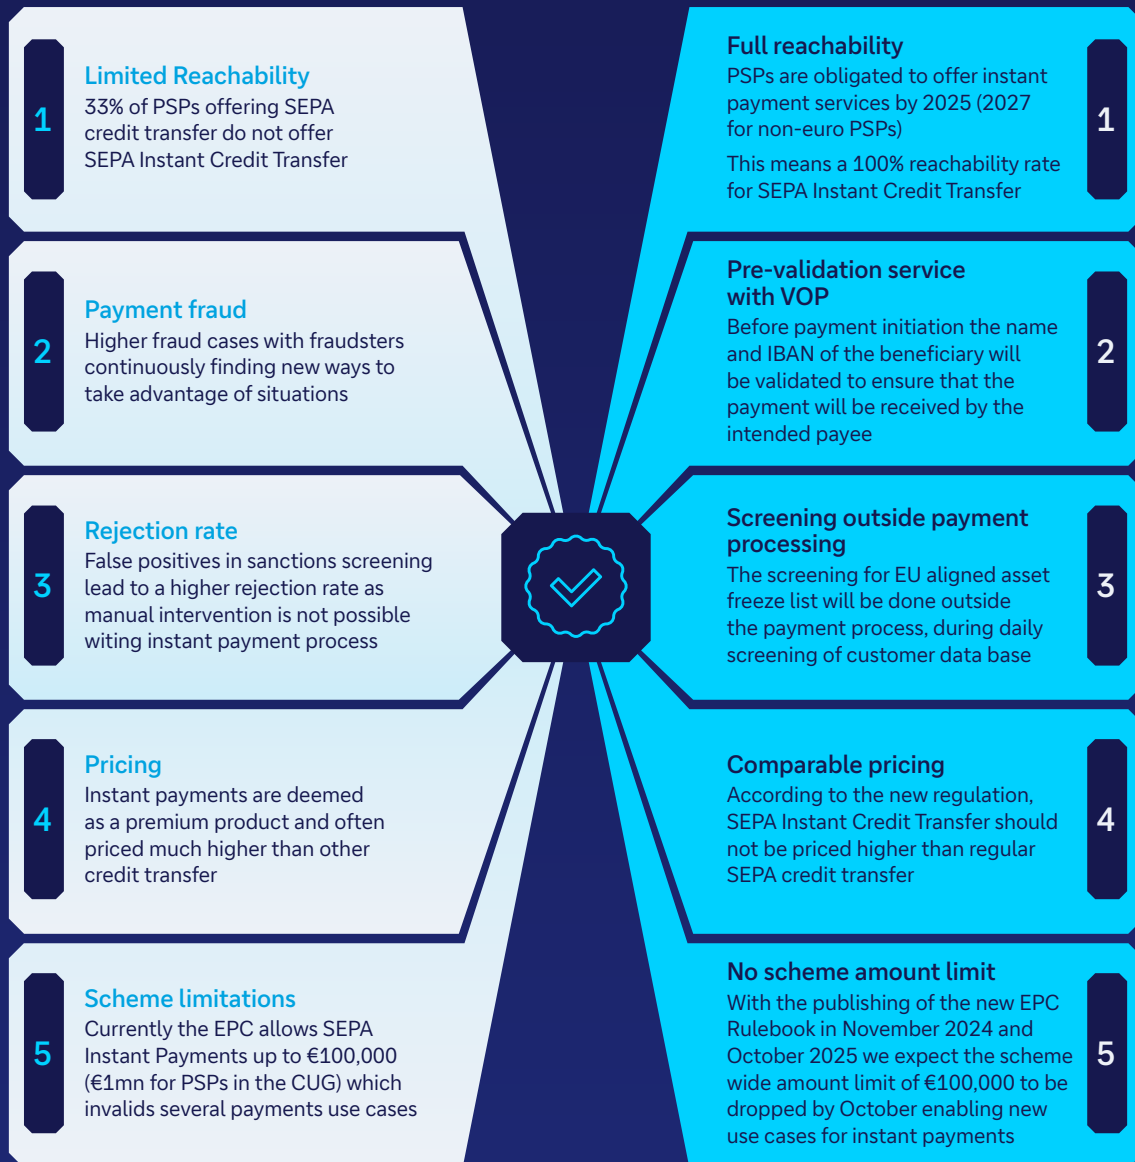 1
Limited Reachability
33% of PSPs offering SEPA
credit transfer do not offer
SEPA Instant Credit Transfer
Full reachability
PSPs are obligated to offer instant
payment services by 2025 (2027
for non-euro PSPs)
This means a 100% reachability rate
for SEPA Instant Credit Transfer
1
2
Payment fraud
Higher fraud cases with fraudsters
continuously finding new ways to
take advantage of situations
Pre-validation service
with VOP
Before payment initiation the name
and IBAN of the beneficiary will
be validated to ensure that the
payment will be received by the
intended payee
2
3
Rejection rate
False positives in sanctions screening
lead to a higher rejection rate as
manual intervention is not possible
witing instant payment process
Screening outside payment
processing
The screening for EU aligned asset
freeze list will be done outside
the payment process, during daily
screening of customer data base
3
4
Pricing
Instant payments are deemed
as a premium product and often
priced much higher than other
credit transfer
Comparable pricing
According to the new regulation,
SEPA Instant Credit Transfer should
not be priced higher than regular
SEPA credit transfer
4
5
Scheme limitations
Currently the EPC allows SEPA
Instant Payments up to €100,000
(€1mn for PSPs in the CUG) which
invalids several payments use cases
No scheme amount limit
With the publishing of the new EPC
Rulebook in November 2024 and
October 2025 we expect the scheme
wide amount limit of €100,000 to be
dropped by October enabling new
use cases for instant payments
5